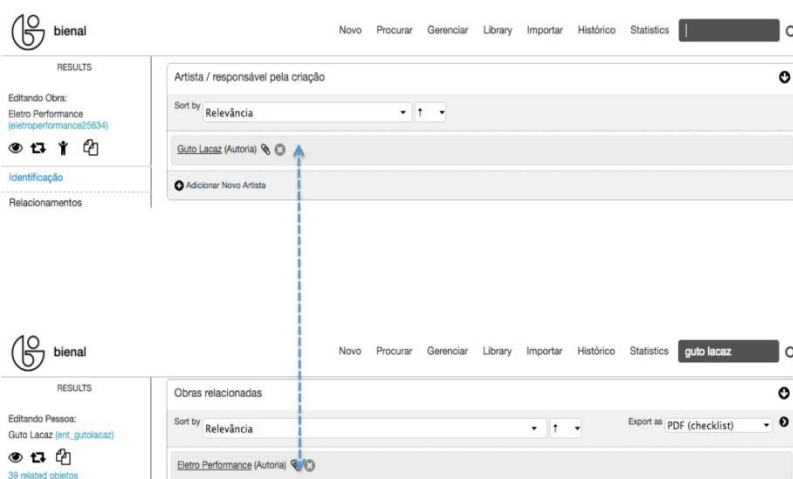 bienal
Novo Procurar Gerenciar Library Importar Histórico Statistics
RESULTS
Editando Obra:
Eletro Performance
(eletroperformance25634)
Identificação
Relacionamentos
Artista / responsável pela criação
Sort by Relevância ↑
Guto Lacaz (Autoria)
Adicionar Novo Artista
bienal
Novo Procurar Gerenciar Library Importar Histórico Statistics guto lacaz
RESULTS
Editando Pessoa:
Guto Lacaz (ent_gutolacaz)
39 related objetos
Obras relacionadas
Sort by Relevância ↑ Export as PDF (checklist)
Eletro Performance (Autoria)